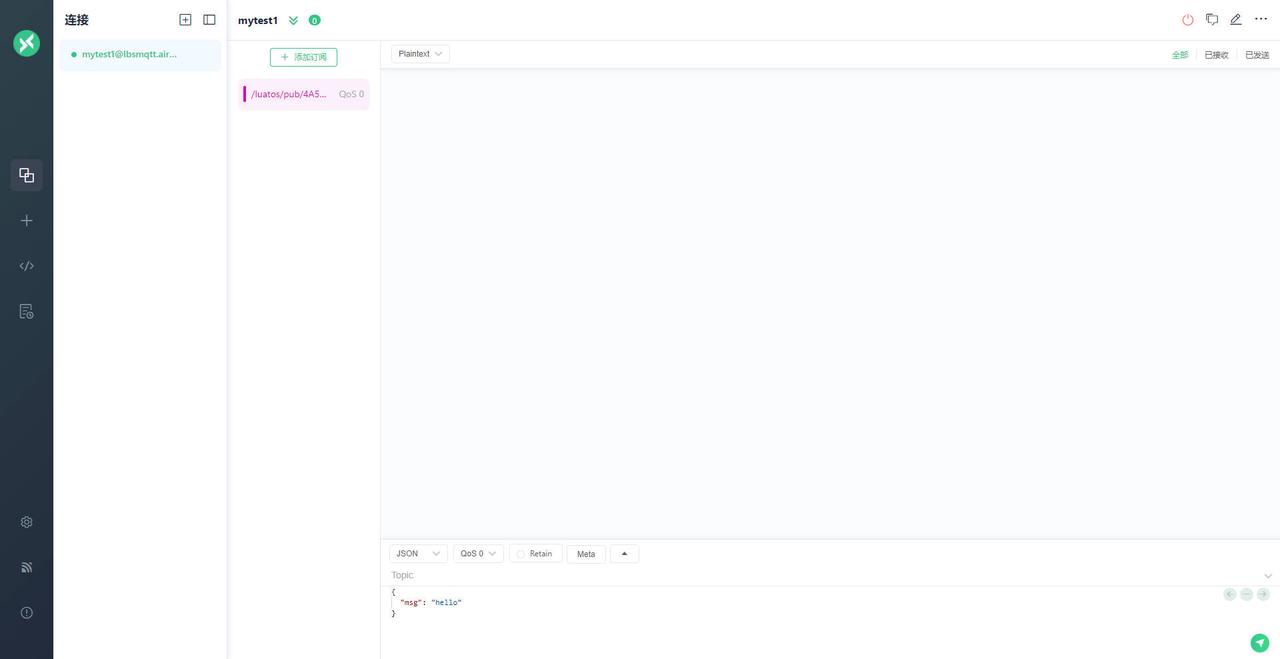 连接
mytest1@lbsmqtt.air...
mytest1
0
添加订阅
/luatos/pub/4A5... QoS 0
Plaintext
全部 已接收 已发送
JSON QoS 0 Retain Meta
Topic
{
"msg": "hello"
}